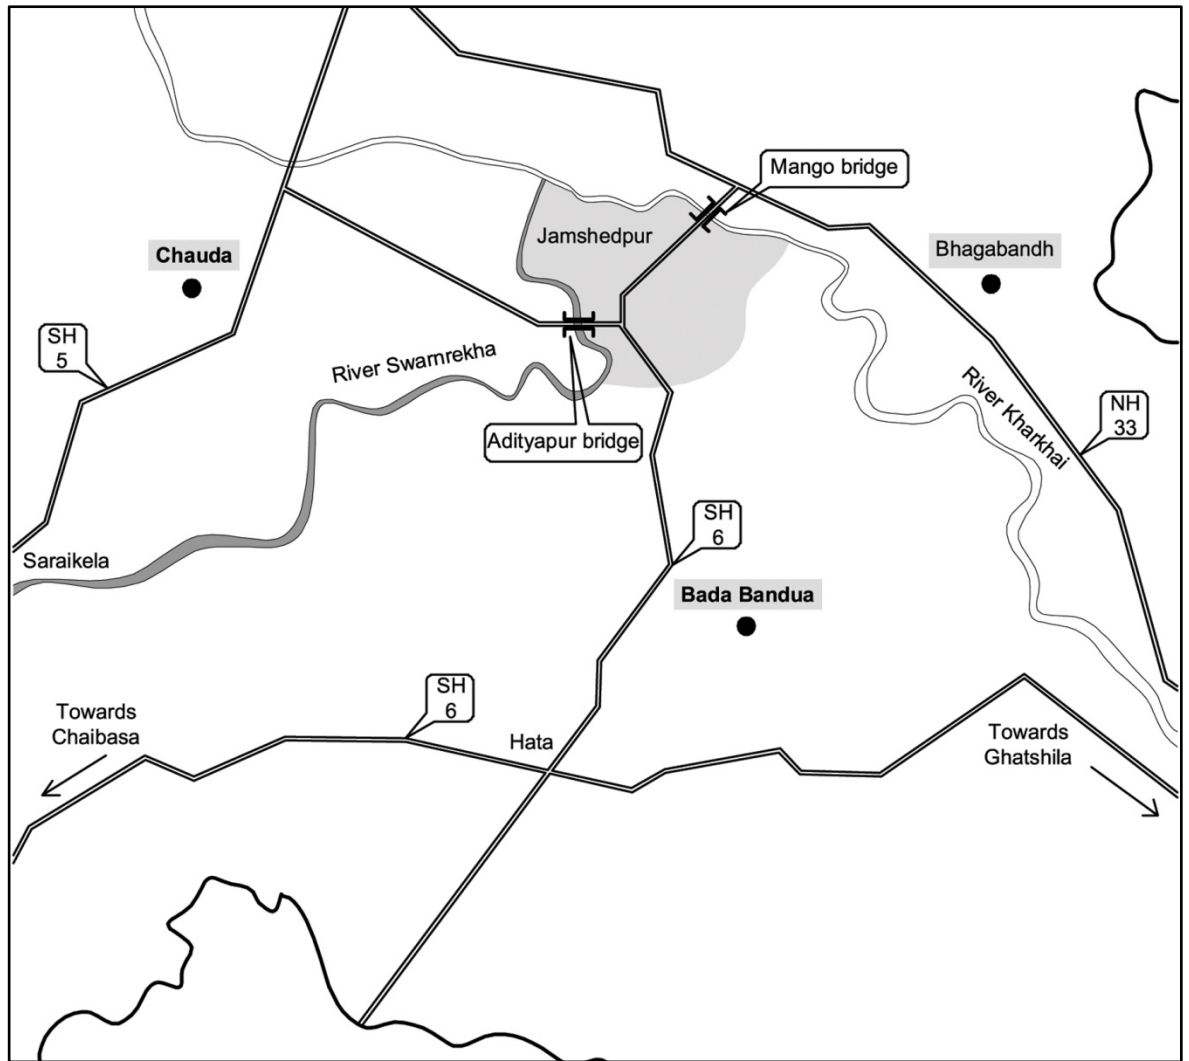 Mango bridge
Jamshedpur
Chauda
Bhagabandh
SH
5
River Swarnrekha
River Kharkhai
NH
33
Adityapur bridge
SH
6
Saraikela
Bada Bandua
SH
6
Towards
Chaibasa
Hata
Towards
Ghatshila